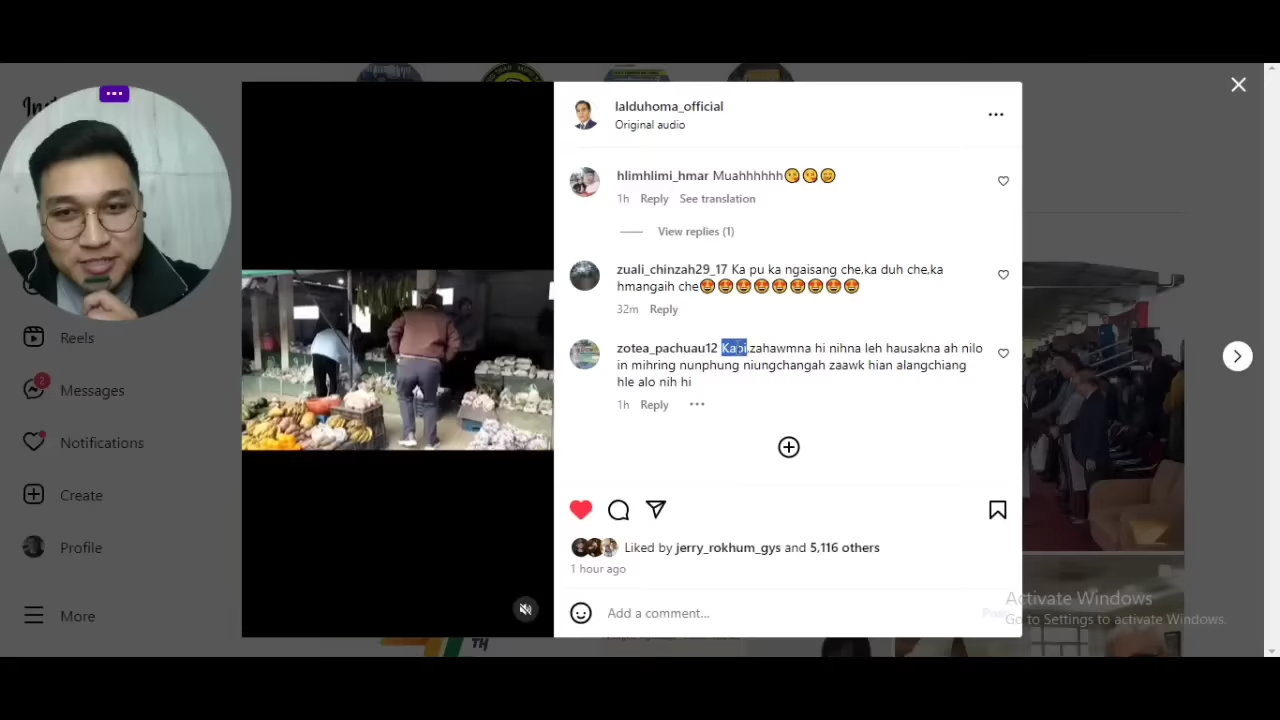 lalduhoma_official
Original audio
hlimhlimi_hmar Muahhhhhh😘😘😊
1h Reply See translation
View replies (1)
zuali_chinzah29_17 Ka pu ka ngaisang che,ka duh che,ka
hmangaih che🤩🤩🤩🤩🤩🤩🤩🤩🤩
32m Reply
zotea_pachuau12 Kapi,zahawmna hi nihna leh hausakna ah nilo
in mihring nunphung niungchangah zaawk hian alangchiang
hle alo nih hi
1h Reply
Liked by jerry_rokhum_gys and 5,116 others
1 hour ago
Add a comment...
Reels
2
Messages
Notifications
Create
Profile
More
Activate Windows
Go to Settings to activate Windows.
TH